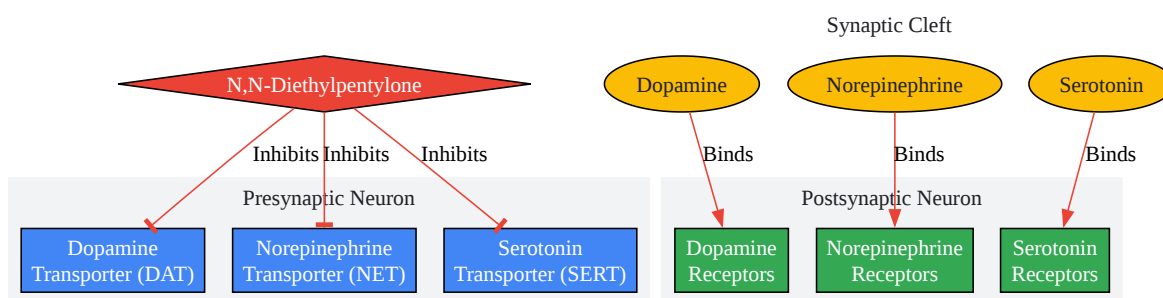 Synaptic Cleft
N,N-Diethylpentylone
Dopamine
Norepinephrine
Serotonin
Inhibits
Inhibits
Inhibits
Binds
Binds
Binds
Presynaptic Neuron
Postsynaptic Neuron
Dopamine
Transporter (DAT)
Norepinephrine
Transporter (NET)
Serotonin
Transporter (SERT)
Dopamine
Receptors
Norepinephrine
Receptors
Serotonin
Receptors